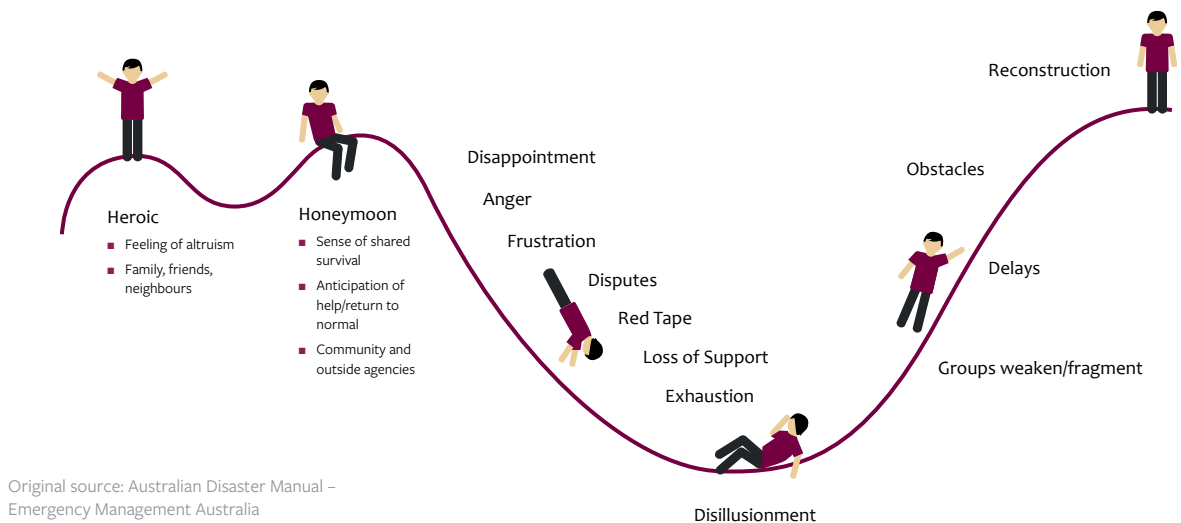 Heroic
■ Feeling of altruism
■ Family, friends,
neighbours
Honeymoon
■ Sense of shared
survival
■ Anticipation of
help/return to
normal
■ Community and
outside agencies
Disappointment
Anger
Frustration
Disputes
Red Tape
Loss of Support
Exhaustion
Disillusionment
Reconstruction
Obstacles
Delays
Groups weaken/fragment
Original source: Australian Disaster Manual –
Emergency Management Australia